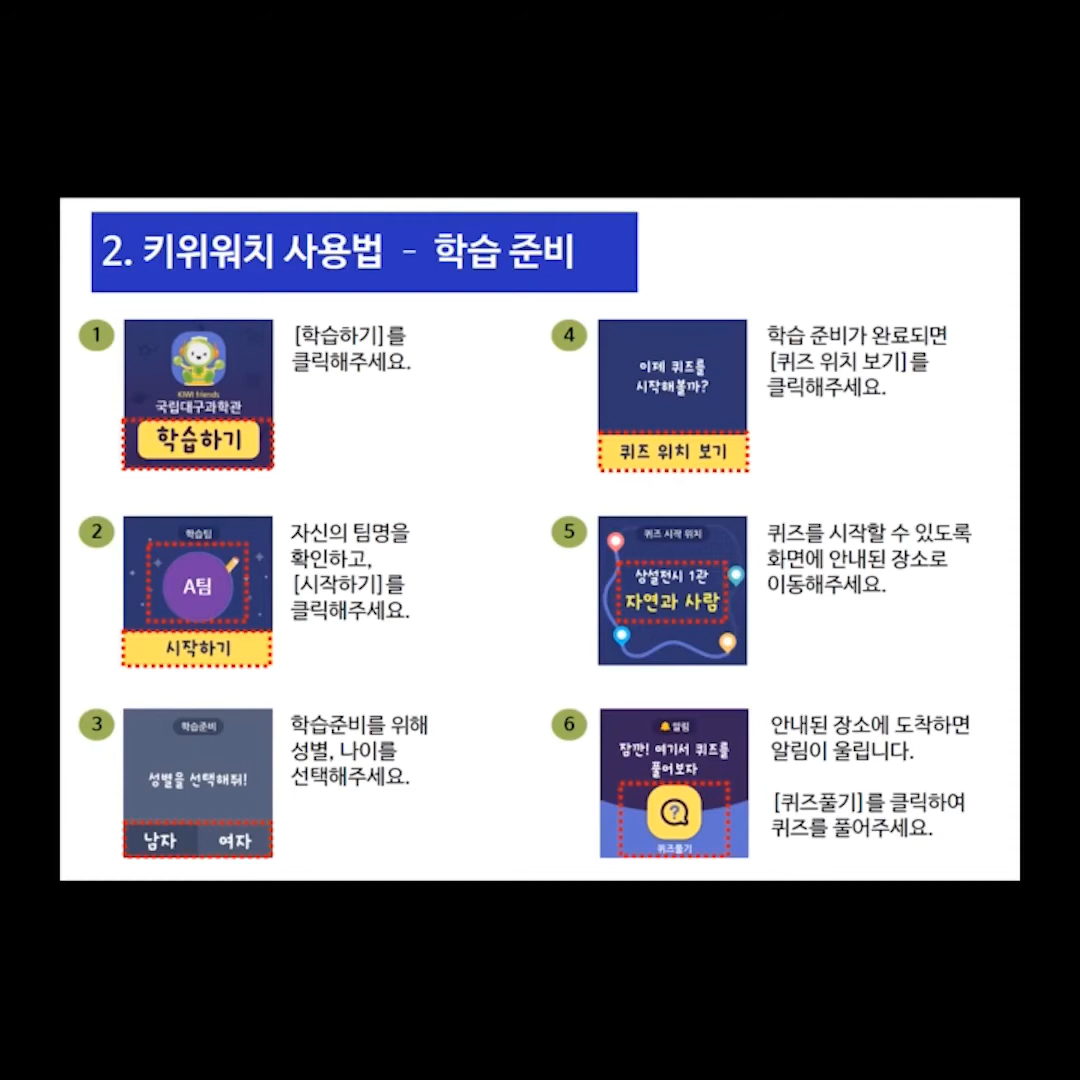 2. 키위워치 사용법 - 학습 준비
1
KIWI friends
국립대구과학관
학습하기
[학습하기]를
클릭해주세요.
2
학습팀
A팀
시작하기
자신의 팀명을
확인하고,
[시작하기]를
클릭해주세요.
3
학습준비
성별을 선택해줘!
남자 여자
학습준비를 위해
성별, 나이를
선택해주세요.
4
이제 퀴즈를
시작해볼까?
퀴즈 위치 보기
학습 준비가 완료되면
[퀴즈 위치 보기]를
클릭해주세요.
5
퀴즈 시작 위치
상설전시 1관
자연과 사람
퀴즈를 시작할 수 있도록
화면에 안내된 장소로
이동해주세요.
6
알림
잠깐! 여기서 퀴즈를
풀어보자
?
퀴즈풀기
안내된 장소에 도착하면
알림이 울립니다.
[퀴즈풀기]를 클릭하여
퀴즈를 풀어주세요.